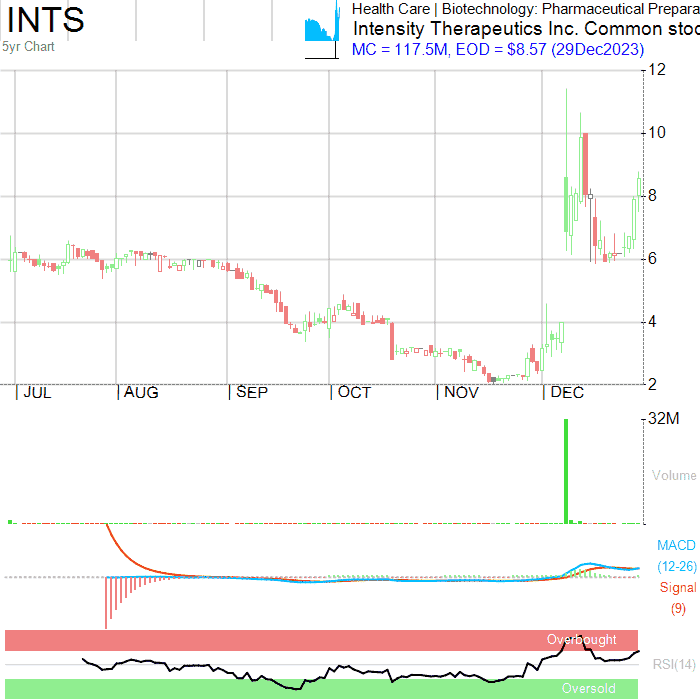 INTS
5yr Chart
Health Care | Biotechnology: Pharmaceutical Prepara
Intensity Therapeutics Inc. Common stoc
MC = 117.5M, EOD = $8.57 (29Dec2023)
12
10
8
6
4
2
JUL AUG SEP OCT NOV DEC
32M
Volume
MACD
(12-26)
Signal
(9)
Overbought
RSI(14)
Oversold